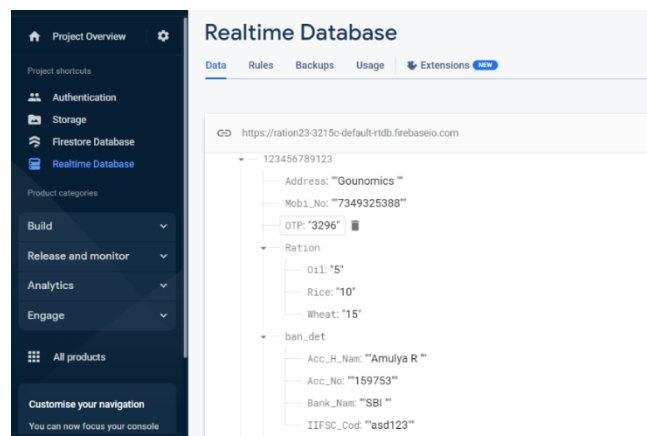 Project Overview
Project shortcuts
Authentication
Storage
Firestore Database
Realtime Database
Product categories
Build
Release and monitor
Analytics
Engage
All products
Customise your navigation
You can now focus your console
Realtime Database
Data Rules Backups Usage Extensions NEW
https://ration23-3215c-default-rtdb.firebaseio.com
123456789123
Address: ""Gounomics ""
Mobi_No: ""7349325388""
OTP: "3296"
Ration
Oil: "5"
Rice: "10"
Wheat: "15"
ban_det
Acc_H_Nam: ""Amulya R ""
Acc_No: ""159753""
Bank_Nam: ""SBI ""
IIFSC_Cod: ""asd123""